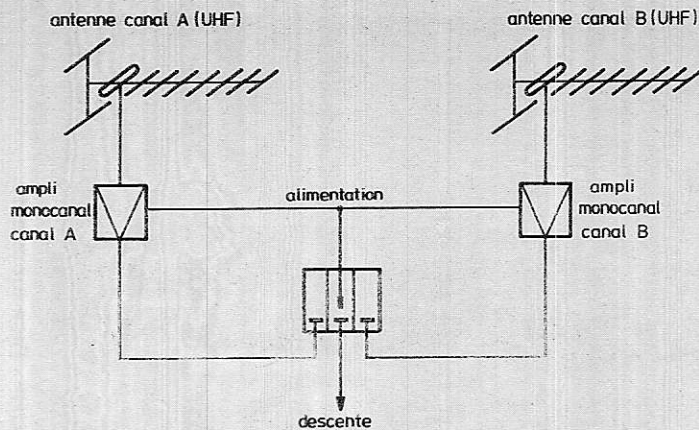 antenne canal A (UHF)
antenne canal B (UHF)
ampli
monocanal
canal A
alimentation
ampli
monocanal
canal B
descente